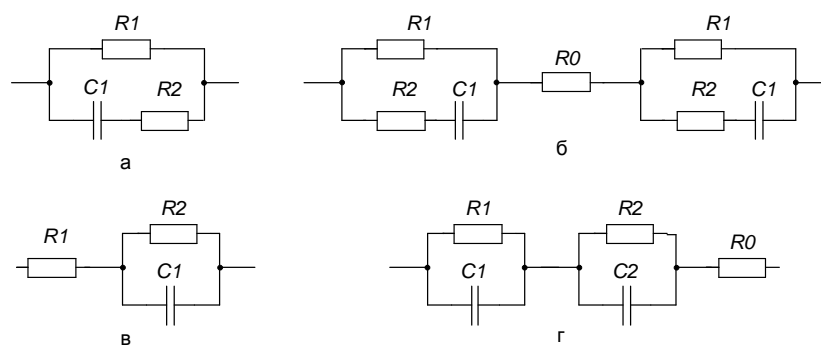 R1
C1 R2
а
R1 R0 R1
R2 C1 R2 C1
б
R1 R2
C1
в
R1 R2 R0
C1 C2
г